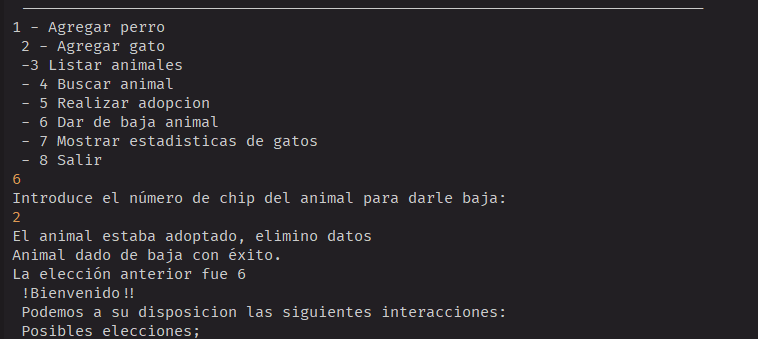 1 - Agregar perro
2 - Agregar gato
-3 Listar animales
- 4 Buscar animal
- 5 Realizar adopcion
- 6 Dar de baja animal
- 7 Mostrar estadisticas de gatos
- 8 Salir
6
Introduce el número de chip del animal para darle baja:
2
El animal estaba adoptado, elimino datos
Animal dado de baja con éxito.
La elección anterior fue 6
!Bienvenido!!
Podemos a su disposicion las siguientes interacciones:
Posibles elecciones;